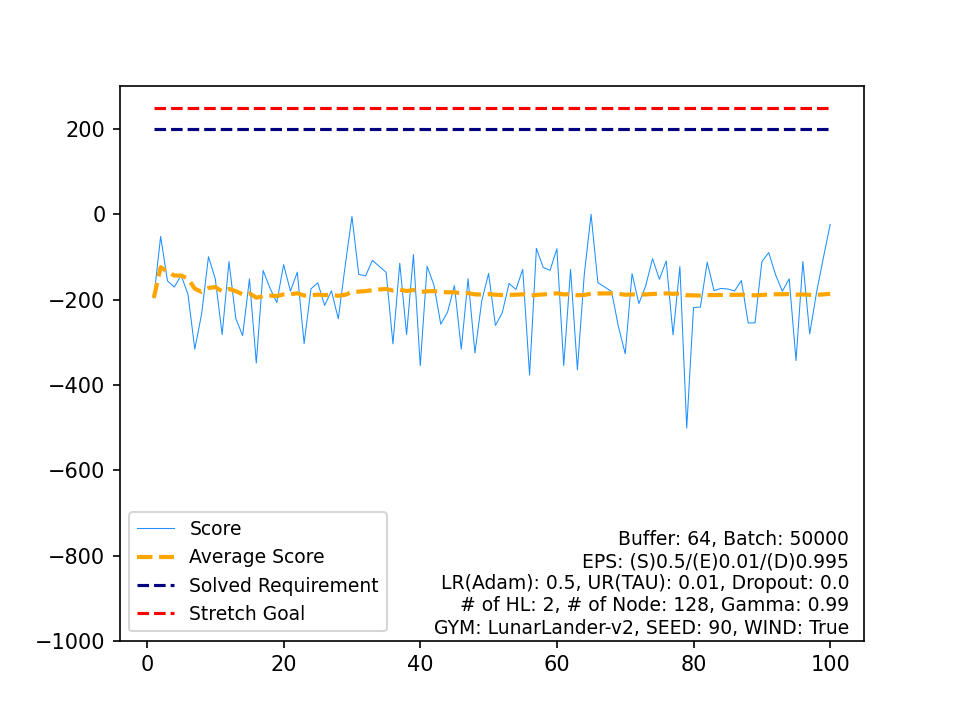 200
0
−200
−400
−600
−800
−1000
0 20 40 60 80 100
Score
Average Score
Solved Requirement
Stretch Goal
Buffer: 64, Batch: 50000
EPS: (S)0.5/(E)0.01/(D)0.995
LR(Adam): 0.5, UR(TAU): 0.01, Dropout: 0.0
# of HL: 2, # of Node: 128, Gamma: 0.99
GYM: LunarLander-v2, SEED: 90, WIND: True